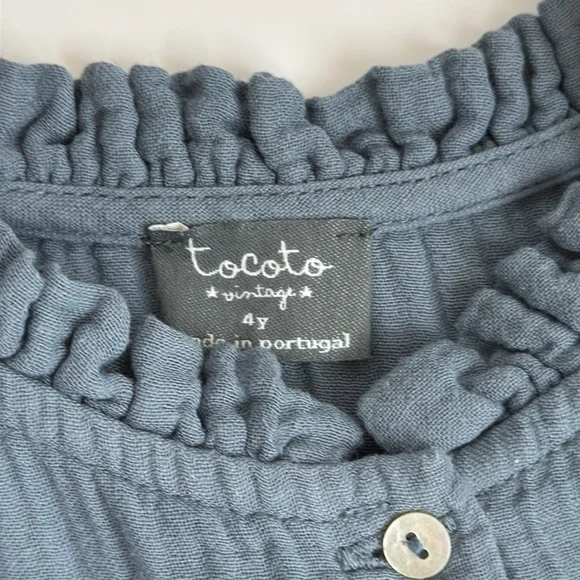 tocoto
★vintage★
4y
made in portugal